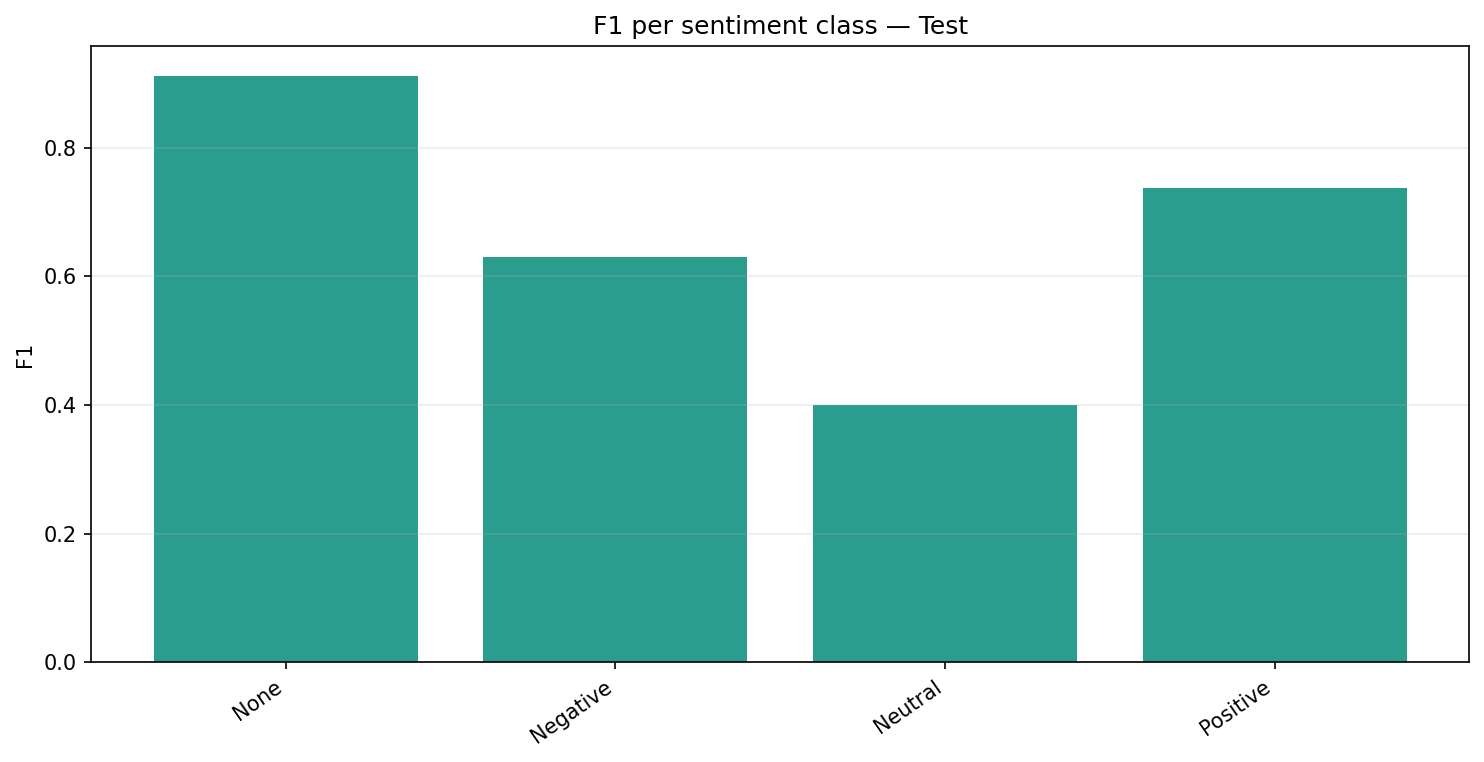 F1 per sentiment class — Test
F1
0.8
0.6
0.4
0.2
0.0
None
Negative
Neutral
Positive